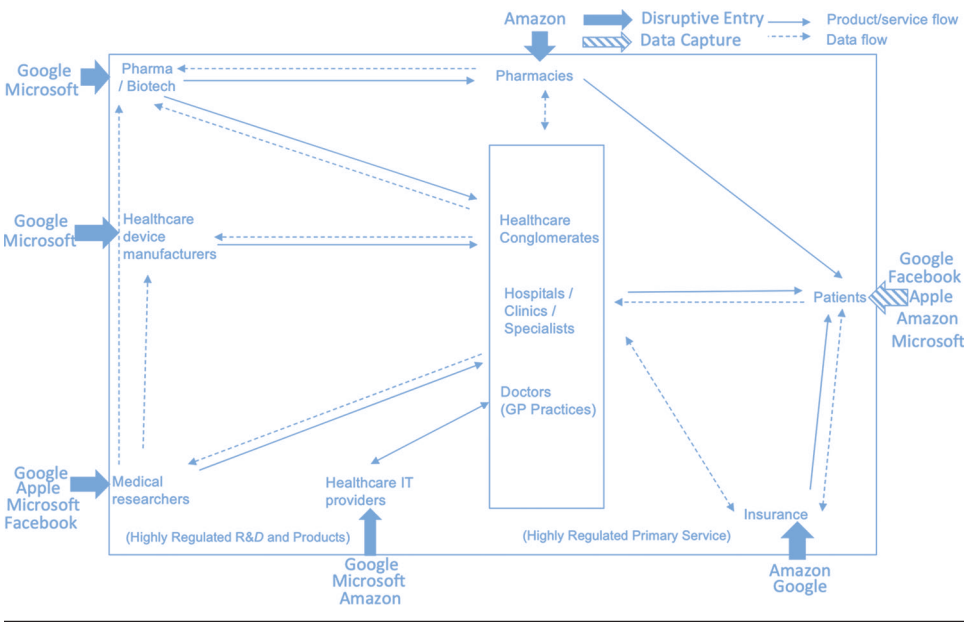 Amazon
Disruptive Entry
Product/service flow
Data Capture
Data flow
Google
Microsoft
Pharma
/ Biotech
Pharmacies
Google
Microsoft
Healthcare
device
manufacturers
Healthcare
Conglomerates
Hospitals /
Clinics /
Specialists
Doctors
(GP Practices)
Patients
Google
Facebook
Apple
Amazon
Microsoft
Google
Apple
Microsoft
Facebook
Medical
researchers
Healthcare IT
providers
Insurance
(Highly Regulated R&D and Products)
(Highly Regulated Primary Service)
Google
Microsoft
Amazon
Amazon
Google